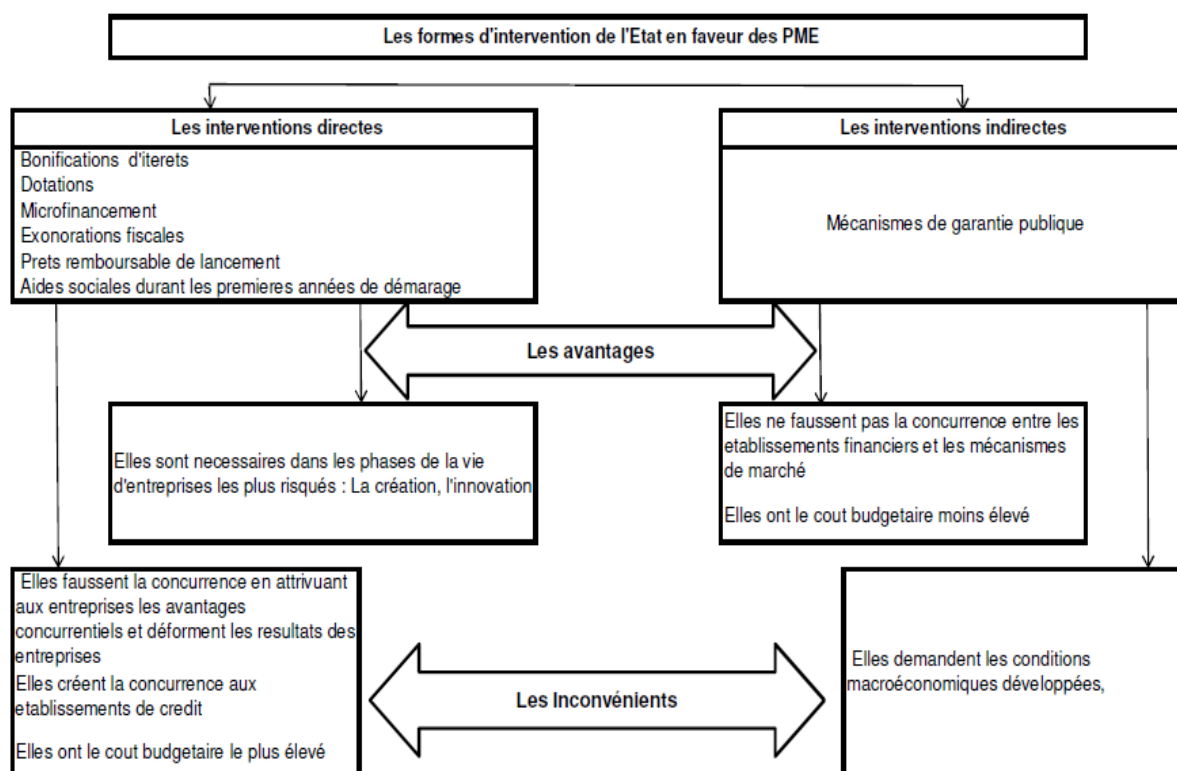 Les formes d'intervention de l'Etat en faveur des PME
Les interventions directes
Bonifications d'iterets
Dotations
Microfinancement
Exonorations fiscales
Prets remboursable de lancement
Aides sociales durant les premieres années de démarage
Les interventions indirectes
Mécanismes de garantie publique
Les avantages
Elles sont necessaires dans les phases de la vie
d'entreprises les plus risqués : La création, l'innovation
Elles ne faussent pas la concurrence entre les
etablissements financiers et les mécanismes
de marché
Elles ont le cout budgetaire moins élevé
Elles faussent la concurrence en attrivuant
aux entreprises les avantages
concurrentiels et déforment les resultats des
entreprises
Elles créent la concurrence aux
etablissements de credit
Elles ont le cout budgetaire le plus élevé
Les Inconvénients
Elles demandent les conditions
macroéconomiques développées,